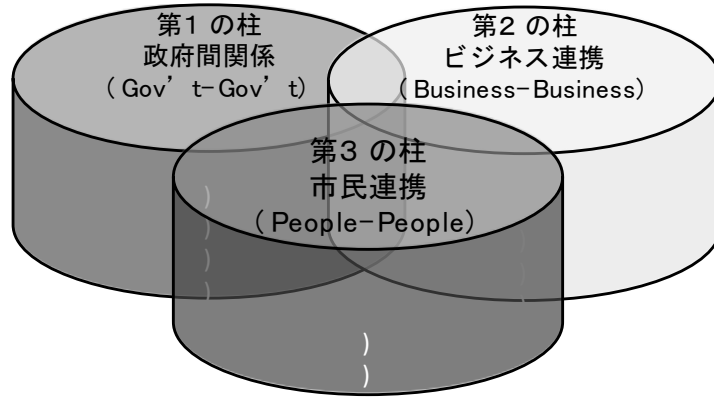 第1 の柱
政府間関係
( Gov’ t-Gov’ t)
第2 の柱
ビジネス連携
(Business-Business)
第3 の柱
市民連携
( People-People)
)
)
)
)
)
)